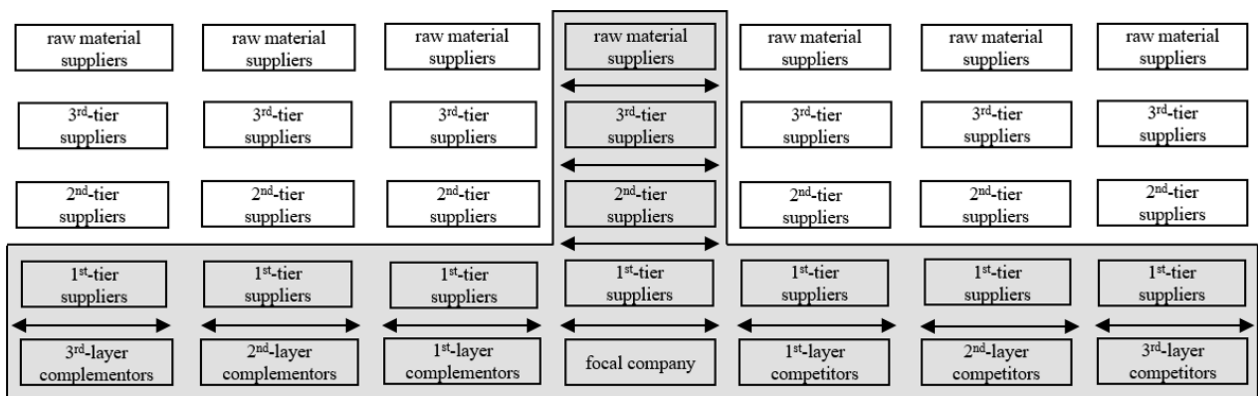 raw material suppliers
raw material suppliers
raw material suppliers
raw material suppliers
raw material suppliers
raw material suppliers
raw material suppliers
3rd-tier suppliers
3rd-tier suppliers
3rd-tier suppliers
3rd-tier suppliers
3rd-tier suppliers
3rd-tier suppliers
3rd-tier suppliers
2nd-tier suppliers
2nd-tier suppliers
2nd-tier suppliers
2nd-tier suppliers
2nd-tier suppliers
2nd-tier suppliers
2nd-tier suppliers
1st-tier suppliers
1st-tier suppliers
1st-tier suppliers
1st-tier suppliers
1st-tier suppliers
1st-tier suppliers
1st-tier suppliers
3rd-layer complementors
2nd-layer complementors
1st-layer complementors
focal company
1st-layer competitors
2nd-layer competitors
3rd-layer competitors